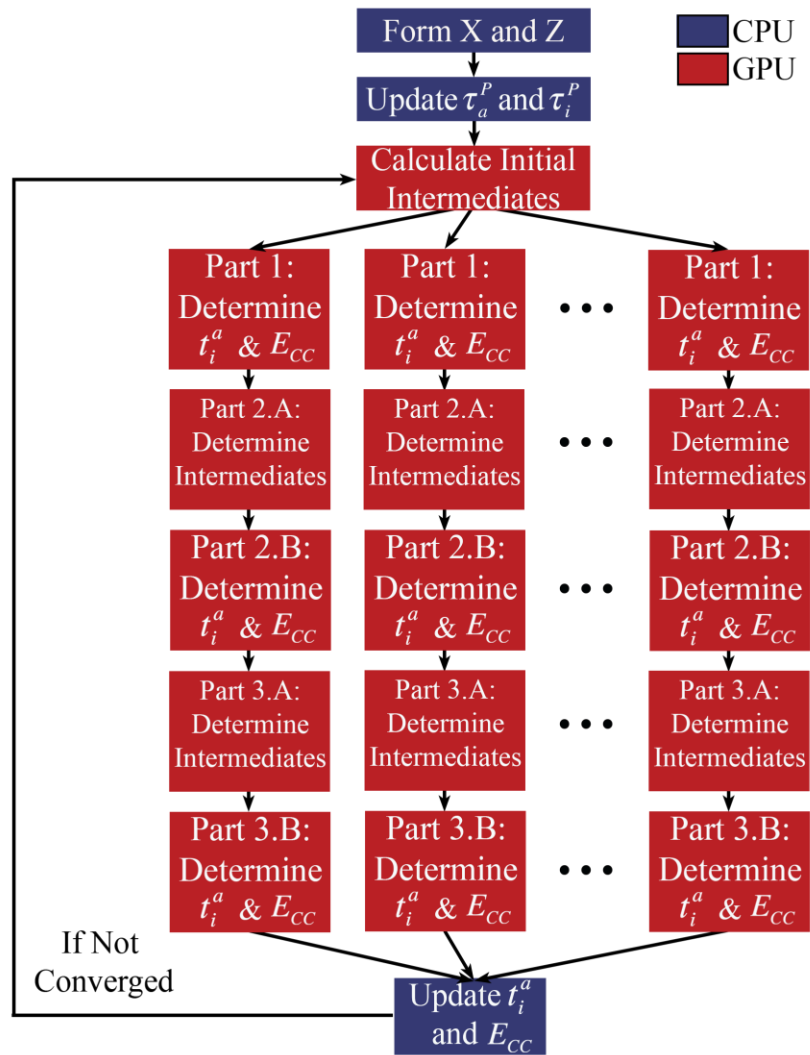 Form X and Z
CPU
GPU
Update τ_a^P and τ_i^P
Calculate Initial
Intermediates
Part 1:
Determine
t_i^a & E_CC
Part 1:
Determine
t_i^a & E_CC
•••
Part 1:
Determine
t_i^a & E_CC
Part 2.A:
Determine
Intermediates
Part 2.A:
Determine
Intermediates
•••
Part 2.A:
Determine
Intermediates
Part 2.B:
Determine
t_i^a & E_CC
Part 2.B:
Determine
t_i^a & E_CC
•••
Part 2.B:
Determine
t_i^a & E_CC
Part 3.A:
Determine
Intermediates
Part 3.A:
Determine
Intermediates
•••
Part 3.A:
Determine
Intermediates
Part 3.B:
Determine
t_i^a & E_CC
Part 3.B:
Determine
t_i^a & E_CC
•••
Part 3.B:
Determine
t_i^a & E_CC
If Not
Converged
Update t_i^a
and E_CC